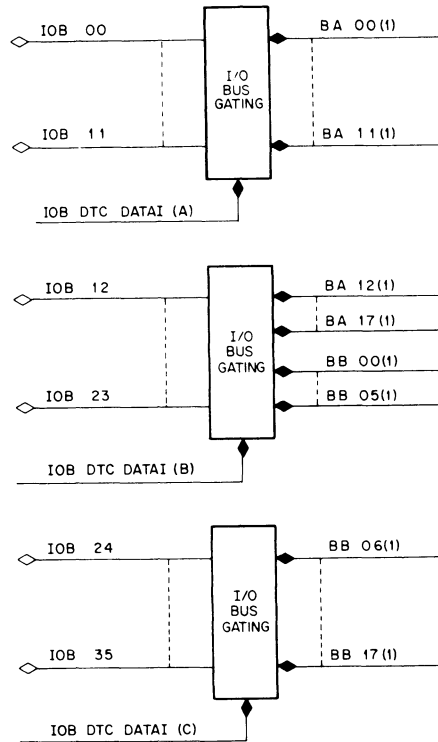 IOB 00
BA 00(1)
I/O
BUS
GATING
IOB 11
BA 11(1)
IOB DTC DATAI (A)
IOB 12
BA 12(1)
I/O
BUS
GATING
BA 17(1)
BB 00(1)
IOB 23
BB 05(1)
IOB DTC DATAI (B)
IOB 24
BB 06(1)
I/O
BUS
GATING
IOB 35
BB 17(1)
IOB DTC DATAI (C)